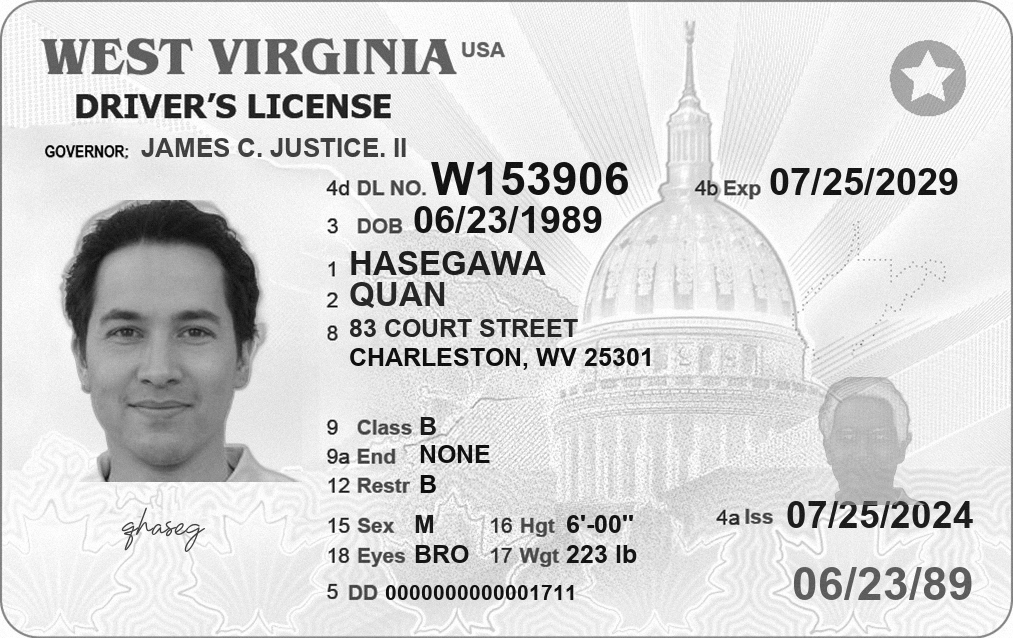 WEST VIRGINIA USA
DRIVER'S LICENSE
GOVERNOR: JAMES C. JUSTICE. II
4d DL NO. W153906 4b Exp 07/25/2029
3 DOB 06/23/1989
1 HASEGAWA
2 QUAN
8 83 COURT STREET
CHARLESTON, WV 25301
9 Class B
9a End NONE
12 Restr B
15 Sex M 16 Hgt 6'-00" 4a Iss 07/25/2024
18 Eyes BRO 17 Wgt 223 lb
5 DD 0000000000001711 06/23/89
qhaseg